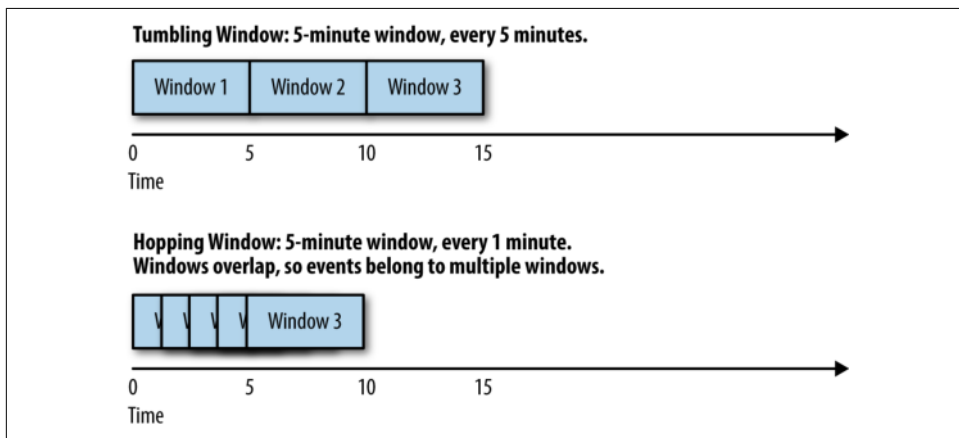 Tumbling Window: 5-minute window, every 5 minutes.
Window 1 Window 2 Window 3
0 5 10 15
Time
Hopping Window: 5-minute window, every 1 minute.
Windows overlap, so events belong to multiple windows.
Window 3
0 5 10 15
Time